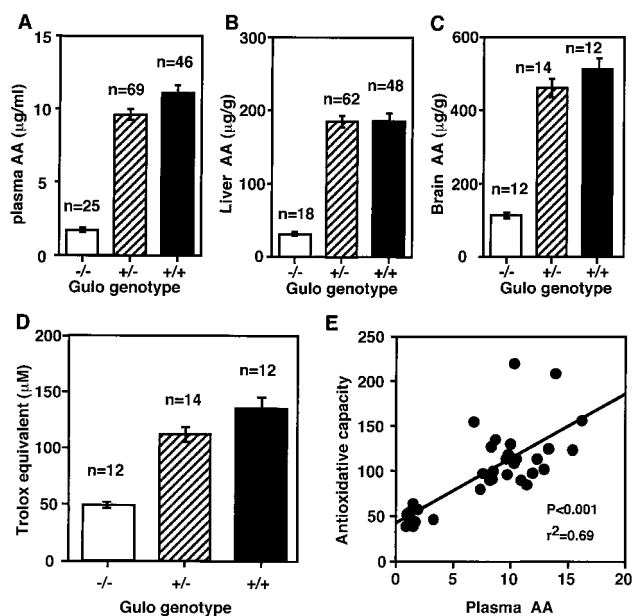 A
15
10
5
0
plasma AA (µg/ml)
n=25
n=69
n=46
-/-
+/-
+/+
Gulo genotype
B
300
200
100
0
Liver AA (µg/g)
n=18
n=62
n=48
-/-
+/-
+/+
Gulo genotype
C
600
400
200
0
Brain AA (µg/g)
n=12
n=14
n=12
-/-
+/-
+/+
Gulo genotype
D
200
150
100
50
0
Trolox equivalent (µM)
n=12
n=14
n=12
-/-
+/-
+/+
Gulo genotype
E
250
200
150
100
50
0
Antioxidative capacity
P<0.001
r²=0.69
0
5
10
15
20
Plasma AA